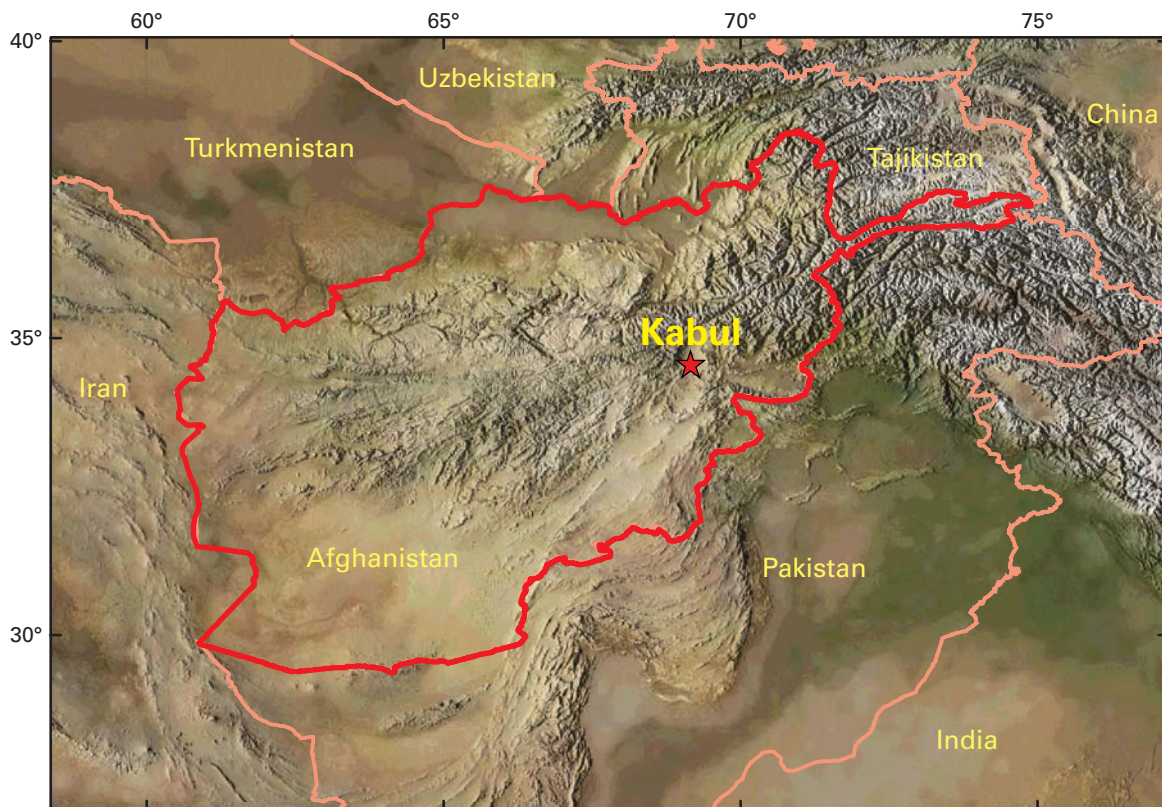 60° 65° 70° 75°
40°
Uzbekistan
China
Turkmenistan
Tajikistan
35°
Kabul
Iran
Afghanistan
Pakistan
30°
India